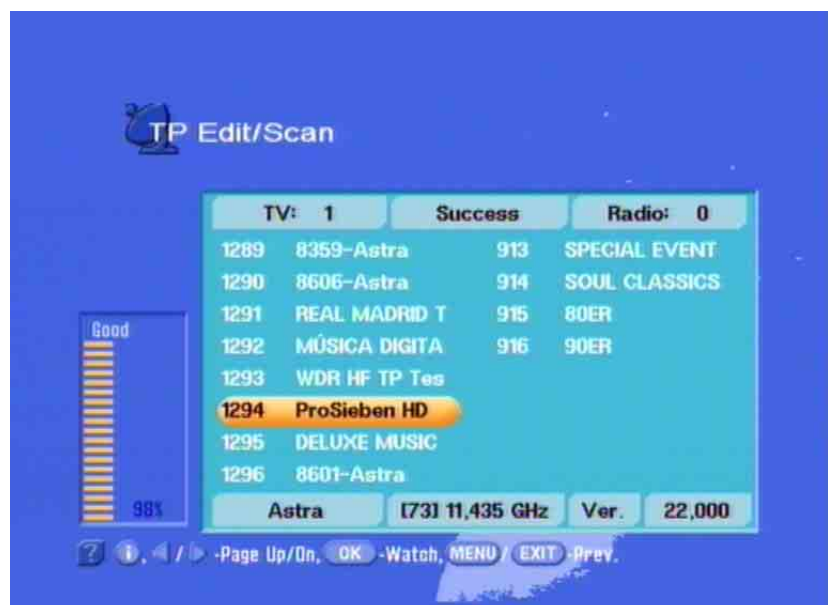 TP Edit/Scan
TV: 1 Success Radio: 0
1289 8359-Astra 913 SPECIAL EVENT
1290 8606-Astra 914 SOUL CLASSICS
1291 REAL MADRID T 915 80ER
1292 MÚSICA DIGITA 916 90ER
1293 WDR HF TP Tes
1294 ProSieben HD
1295 DELUXE MUSIC
1296 8601-Astra
Good
98%
Astra [73] 11,435 GHz Ver. 22,000
? i, ◀ / ▶ -Page Up/Dn, OK -Watch, MENU / EXIT -Prev.